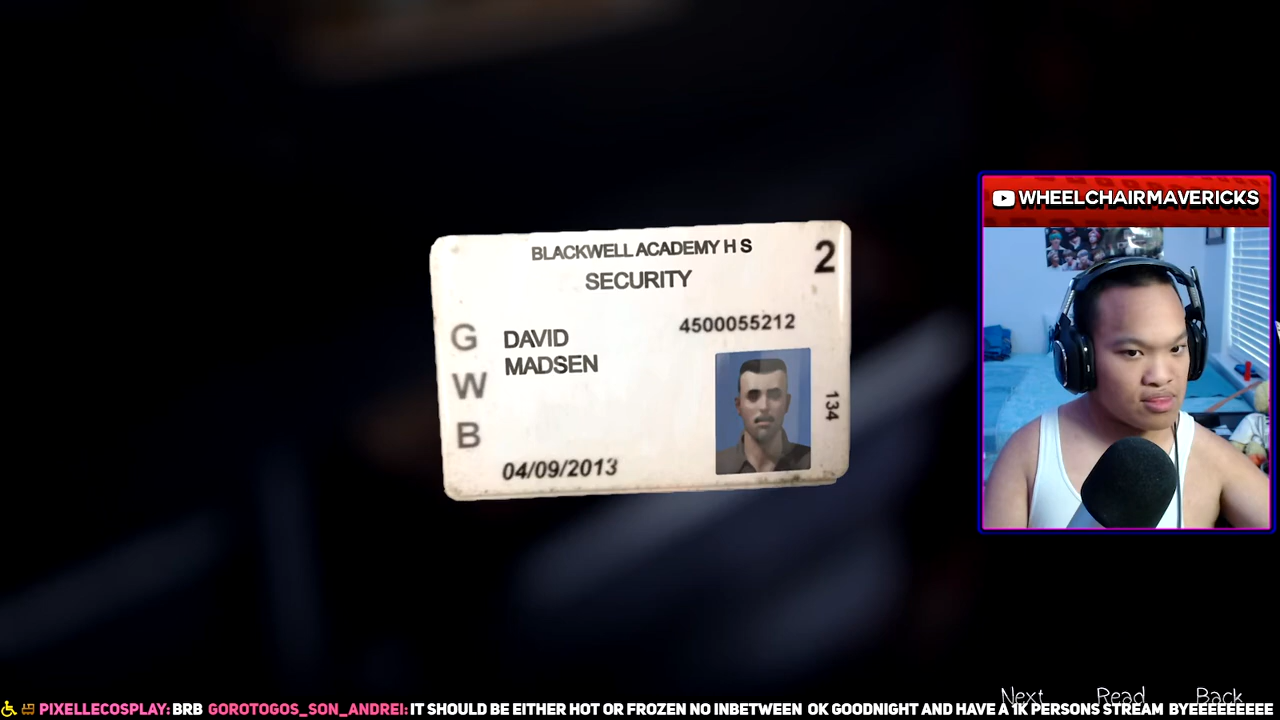 BLACKWELL ACADEMY H S
SECURITY
2
4500055212
G
W
B
DAVID
MADSEN
134
04/09/2013
WHEELCHAIRMAVERICKS
Next Read Back
PIXELLECOSPLAY: BRB GOROTOGOS_SON_ANDREI: IT SHOULD BE EITHER HOT OR FROZEN NO INBETWEEN OK GOODNIGHT AND HAVE A 1K PERSONS STREAM BYEEEEEEEEE